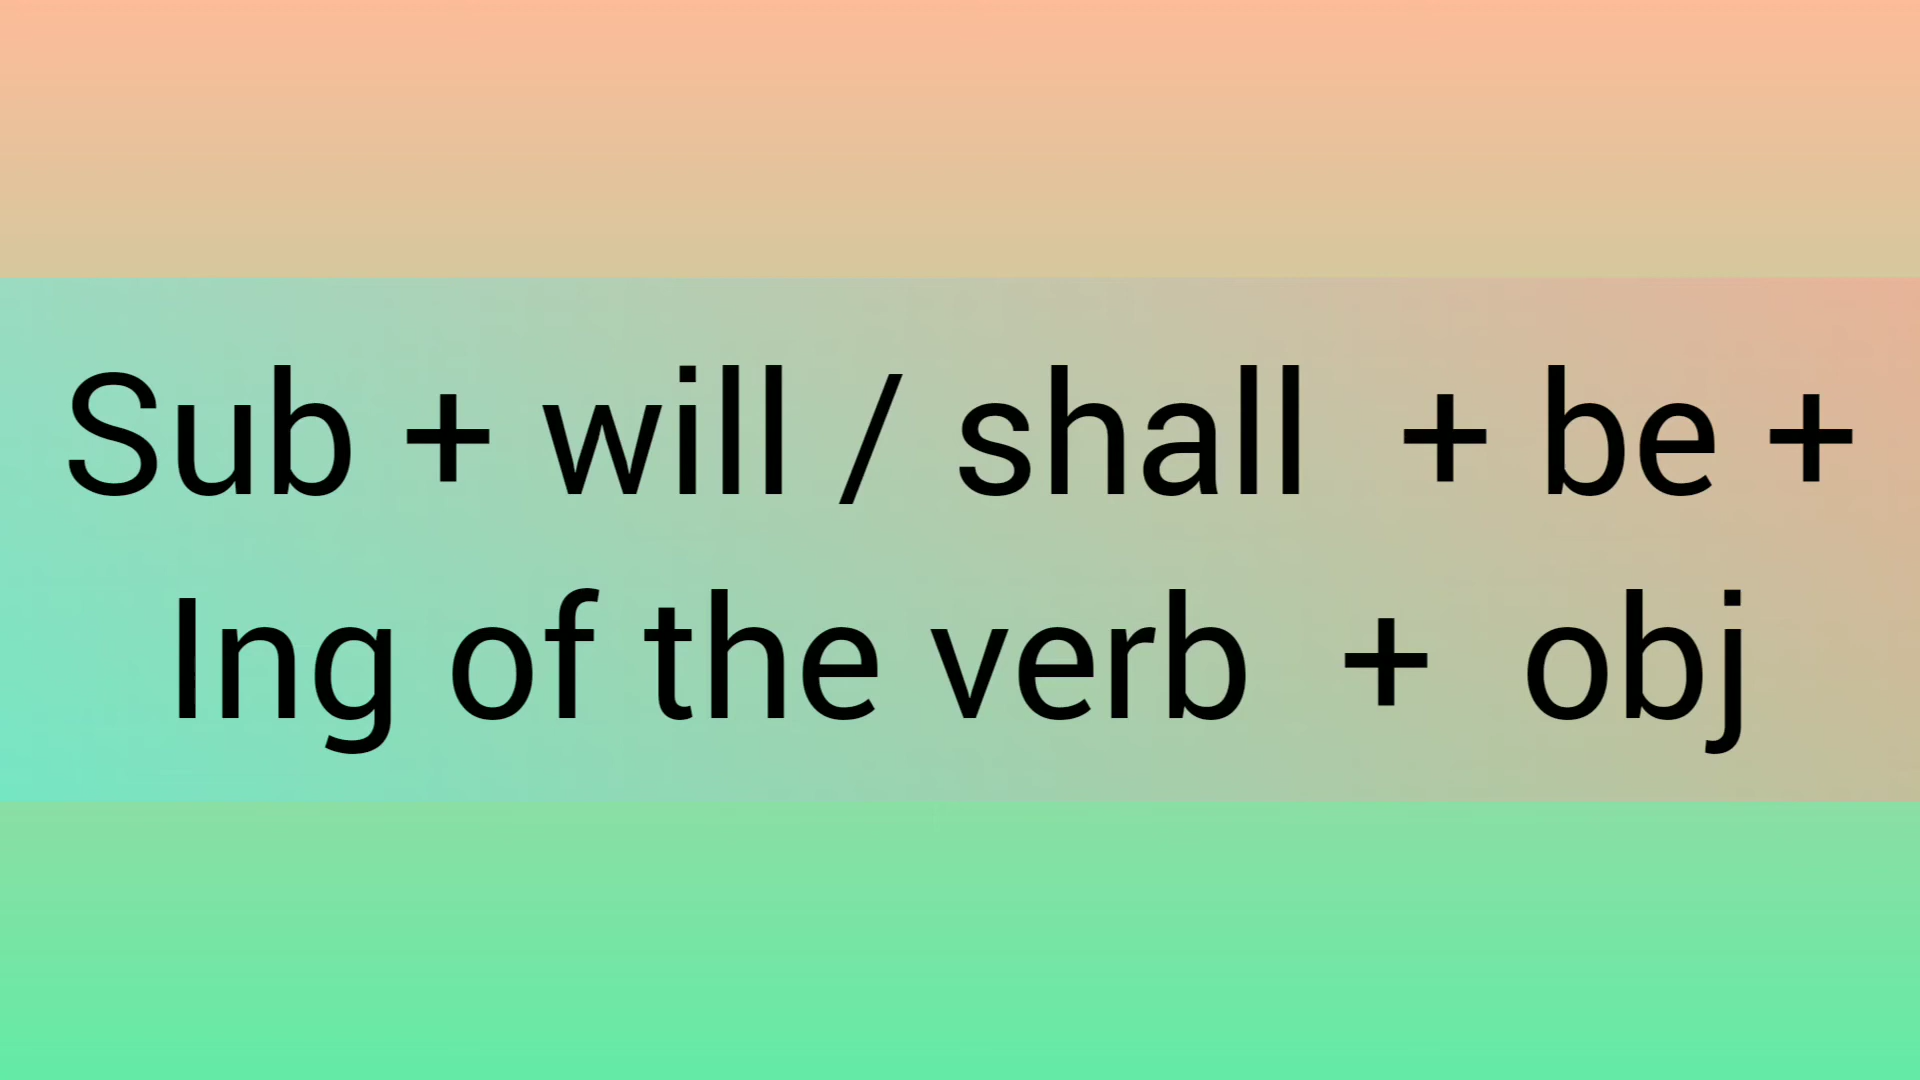 Sub + will / shall + be +
Ing of the verb + obj